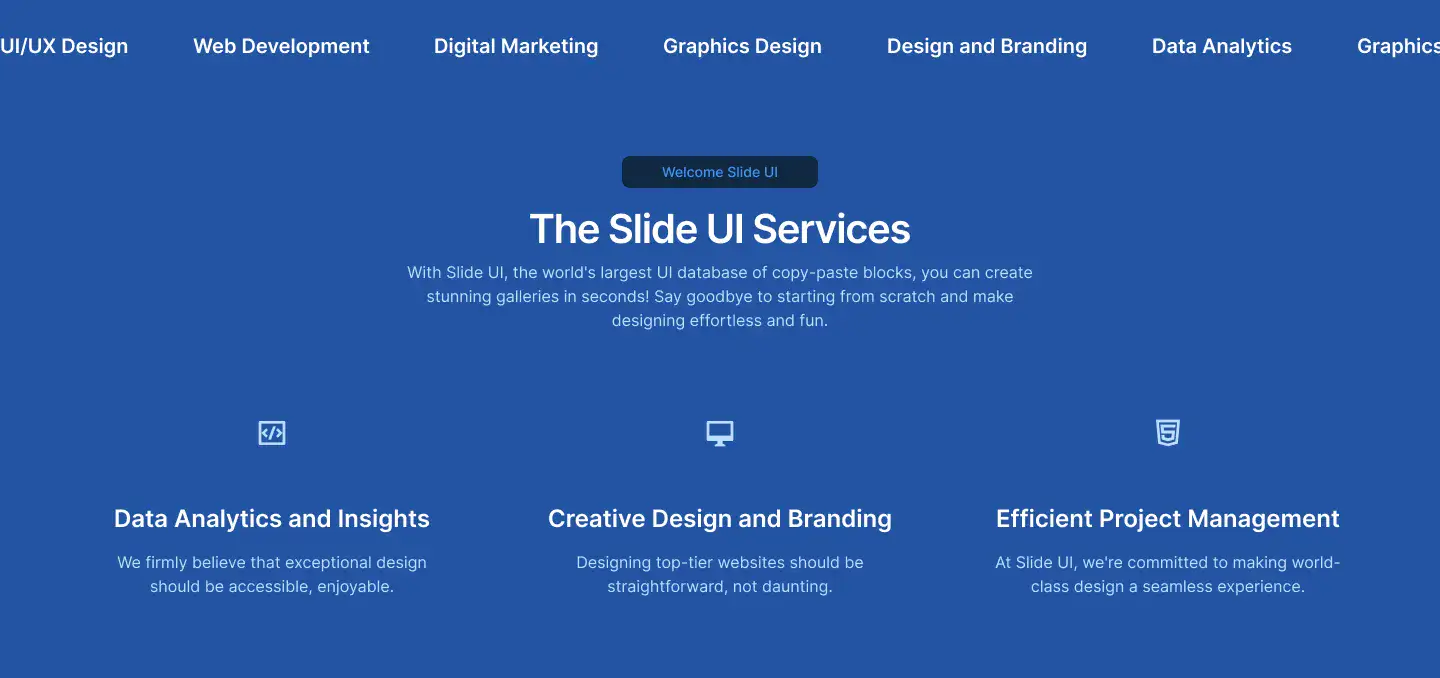 UI/UX Design Web Development Digital Marketing Graphics Design Design and Branding Data Analytics Graphics
Welcome Slide UI
The Slide UI Services
With Slide UI, the world's largest UI database of copy-paste blocks, you can create
stunning galleries in seconds! Say goodbye to starting from scratch and make
designing effortless and fun.
Data Analytics and Insights
We firmly believe that exceptional design
should be accessible, enjoyable.
Creative Design and Branding
Designing top-tier websites should be
straightforward, not daunting.
Efficient Project Management
At Slide UI, we're committed to making world-
class design a seamless experience.